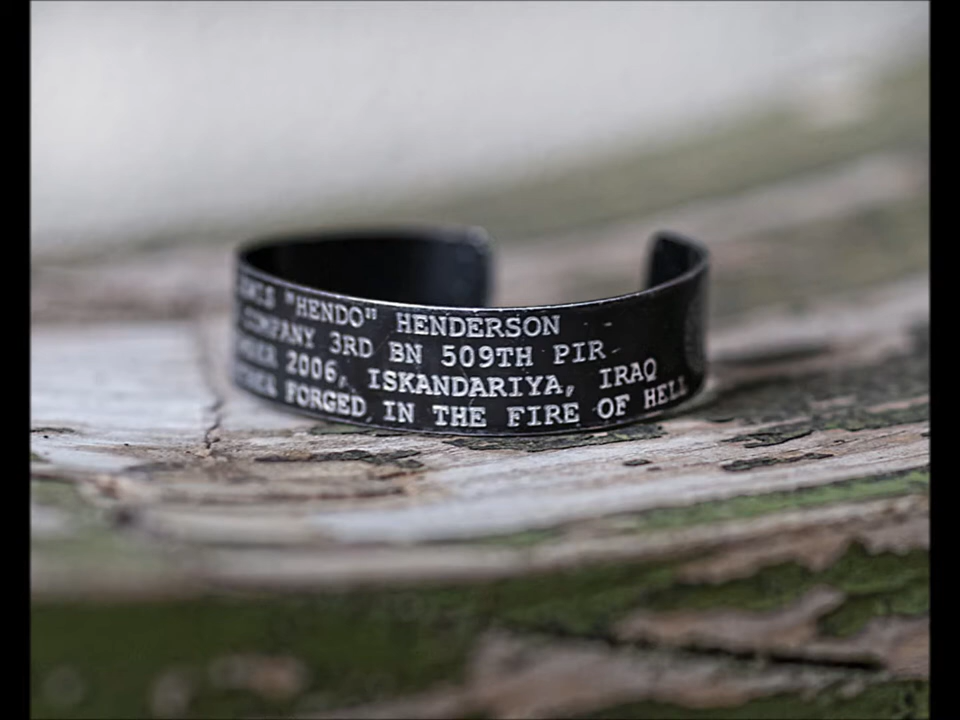 "HENDO" HENDERSON
COMPANY 3RD BN 509TH PIR
2006, ISKANDARIYA, IRAQ
FORGED IN THE FIRE OF HELL